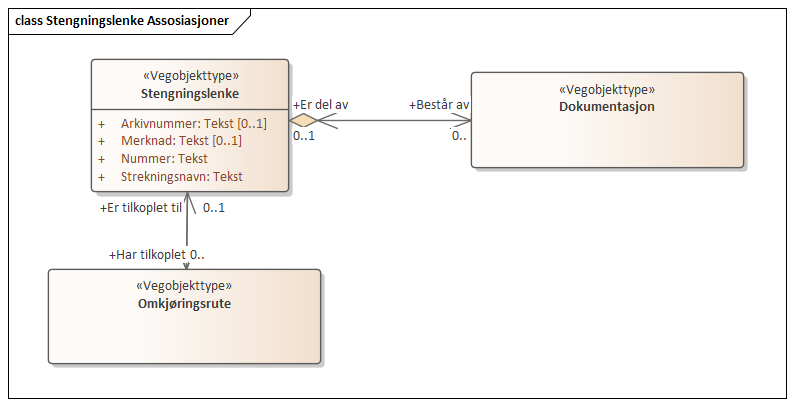 class Stengningslenke Assosiasjoner
«Vegobjekttype»
Stengningslenke
+ Arkivnummer: Tekst [0..1]
+ Merknad: Tekst [0..1]
+ Nummer: Tekst
+ Strekningsnavn: Tekst
+Er del av
0..1
+Består av
0..
«Vegobjekttype»
Dokumentasjon
+Er tilkoplet til
0..1
+Har tilkoplet 0..
«Vegobjekttype»
Omkjøringsrute